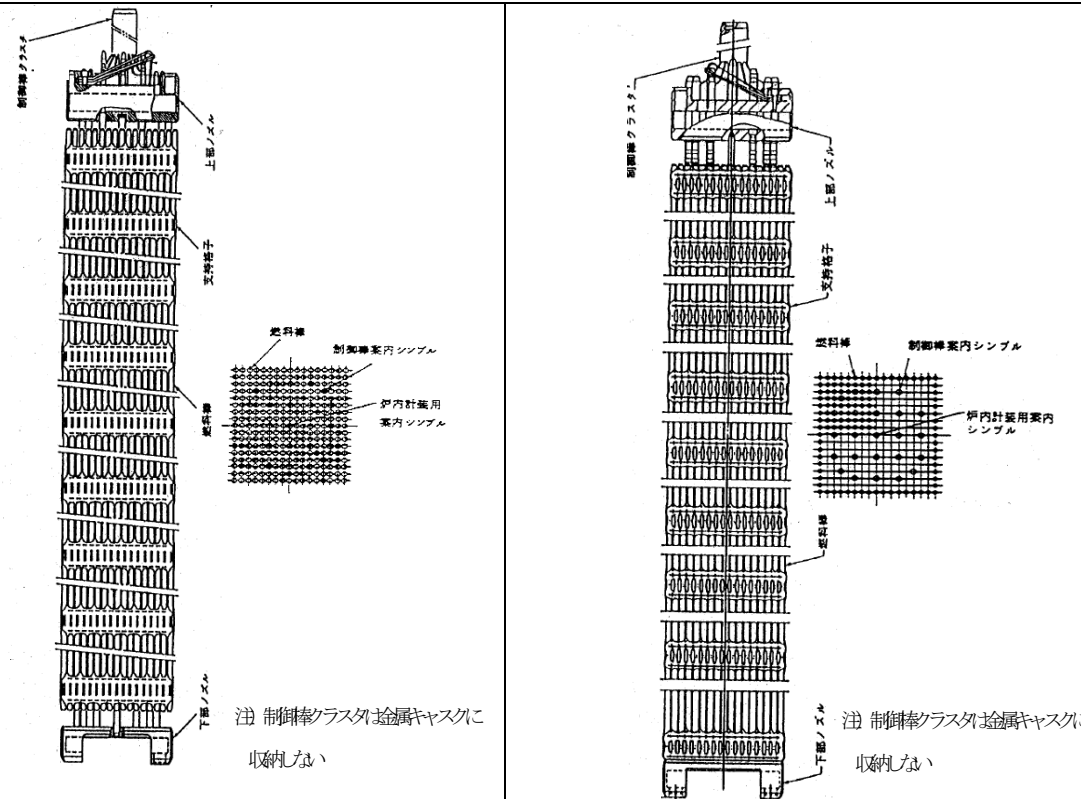 制御棒クラスタ
上部ノズル
支持格子
燃料棒
制御棒案内シンプル
炉内計装用
案内シンプル
燃料棒
下部ノズル
注) 制御棒クラスタは金属キャスクに
収納しない
制御棒クラスタ
上部ノズル
支持格子
燃料棒
制御棒案内シンプル
炉内計装用案内
シンプル
燃料棒
下部ノズル
注) 制御棒クラスタは金属キャスクに
収納しない